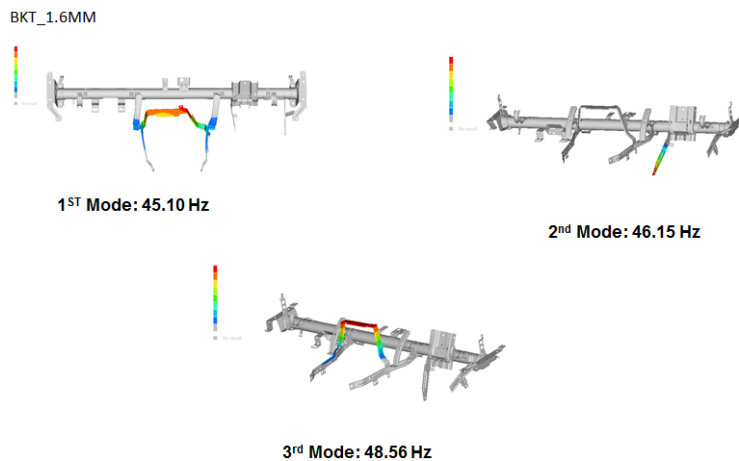 BKT_1.6MM
1ST Mode: 45.10 Hz
2nd Mode: 46.15 Hz
3rd Mode: 48.56 Hz